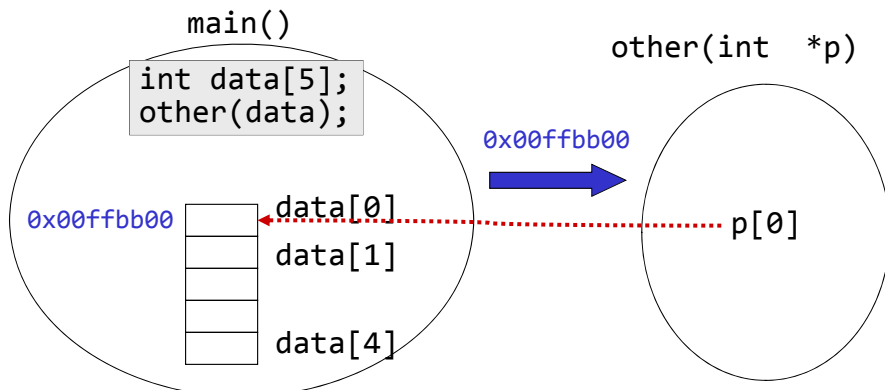 main()
int data[5];
other(data);
0x00ffbb00
data[0]
data[1]
data[4]
0x00ffbb00
other(int  *p)
p[0]